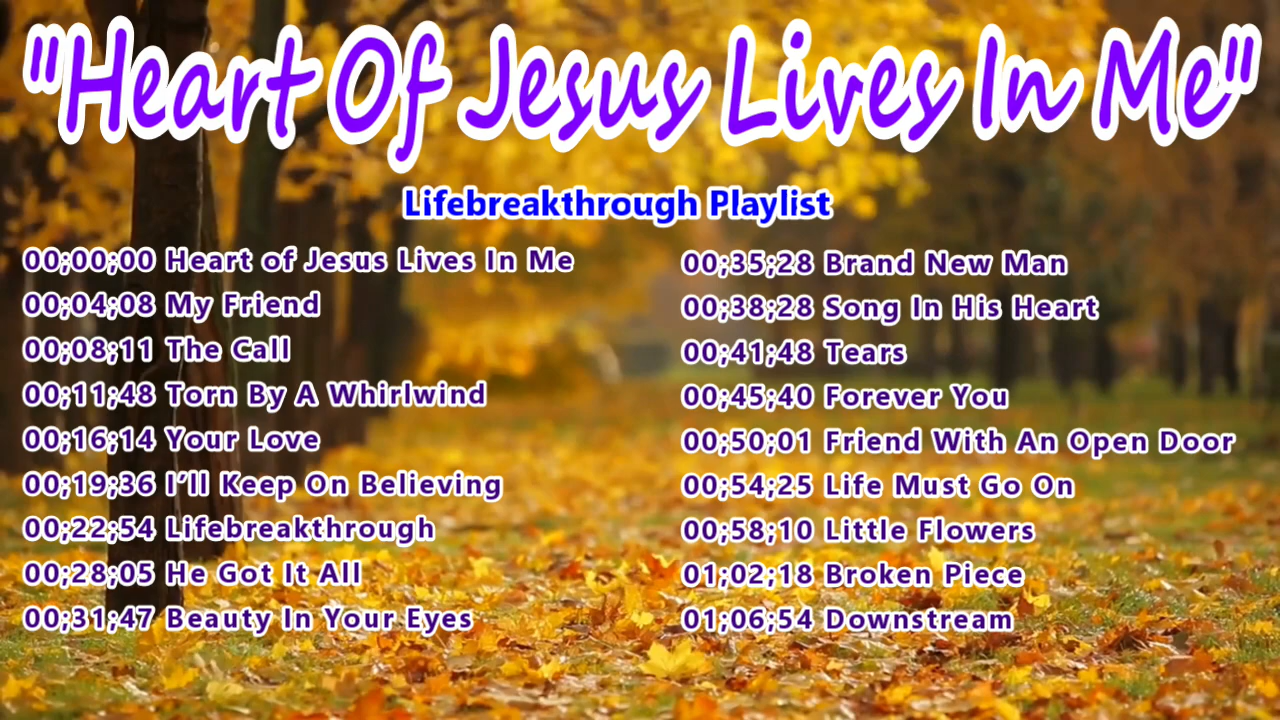 "Heart Of Jesus Lives In Me"
Lifebreakthrough Playlist
00;00;00 Heart of Jesus Lives In Me
00;04;08 My Friend
00;08;11 The Call
00;11;48 Torn By A Whirlwind
00;16;14 Your Love
00;19;36 I’ll Keep On Believing
00;22;54 Lifebreakthrough
00;28;05 He Got It All
00;31;47 Beauty In Your Eyes
00;35;28 Brand New Man
00;38;28 Song In His Heart
00;41;48 Tears
00;45;40 Forever You
00;50;01 Friend With An Open Door
00;54;25 Life Must Go On
00;58;10 Little Flowers
01;02;18 Broken Piece
01;06;54 Downstream